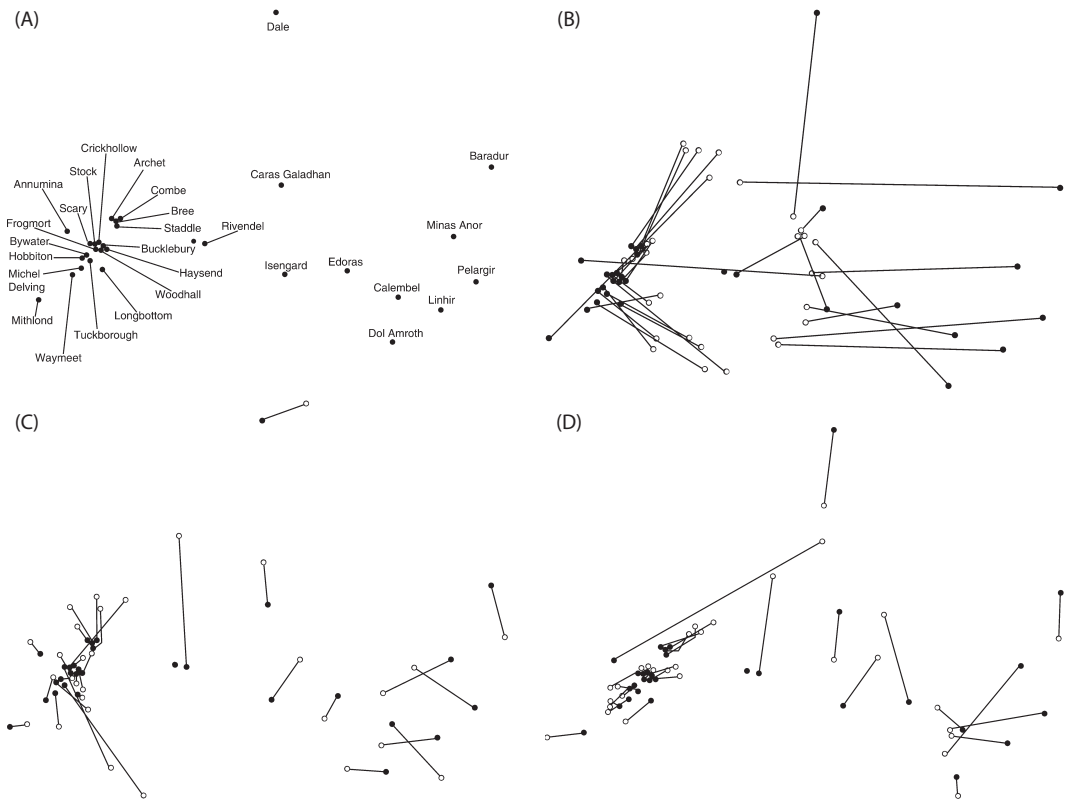 (A)
(B)
Dale
Crickhollow
Archet
Stock
Baradur
Annumina
Caras Galadhan
Combe
Scary
Bree
Frogmort
Staddle
Rivendel
Minas Anor
Bywater
Bucklebury
Hobbiton
Isengard
Edoras
Pelargir
Michel
Delving
Haysend
Calembel
Woodhall
Linhir
Mithlond
Longbottom
Tuckborough
Dol Amroth
Waymeet
(C)
(D)